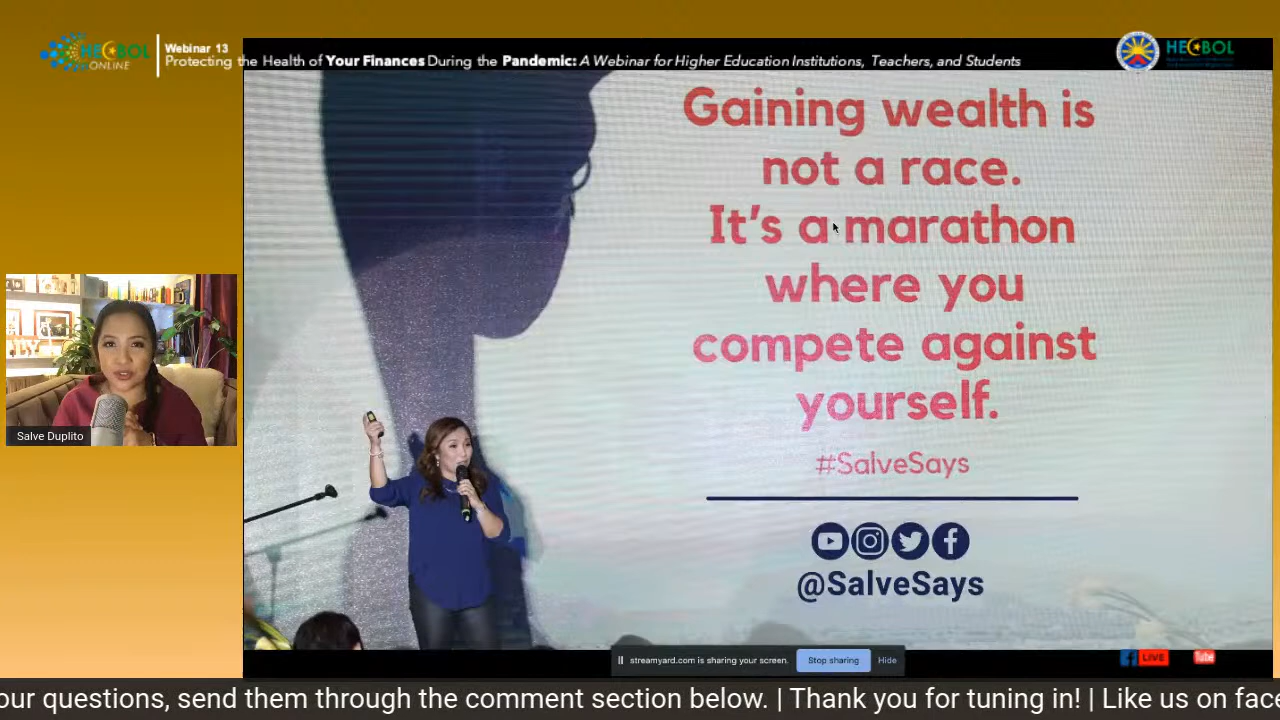 HECBOL
ONLINE
Webinar 13
Protecting the Health of Your Finances During the Pandemic: A Webinar for Higher Education Institutions, Teachers, and Students
HECBOL
Gaining wealth is
not a race.
It's a marathon
where you
compete against
yourself.
#SalveSays
@SalveSays
Salve Duplito
streamyard.com is sharing your screen.
Stop sharing
Hide
LIVE
Tube
our questions, send them through the comment section below. | Thank you for tuning in! | Like us on face